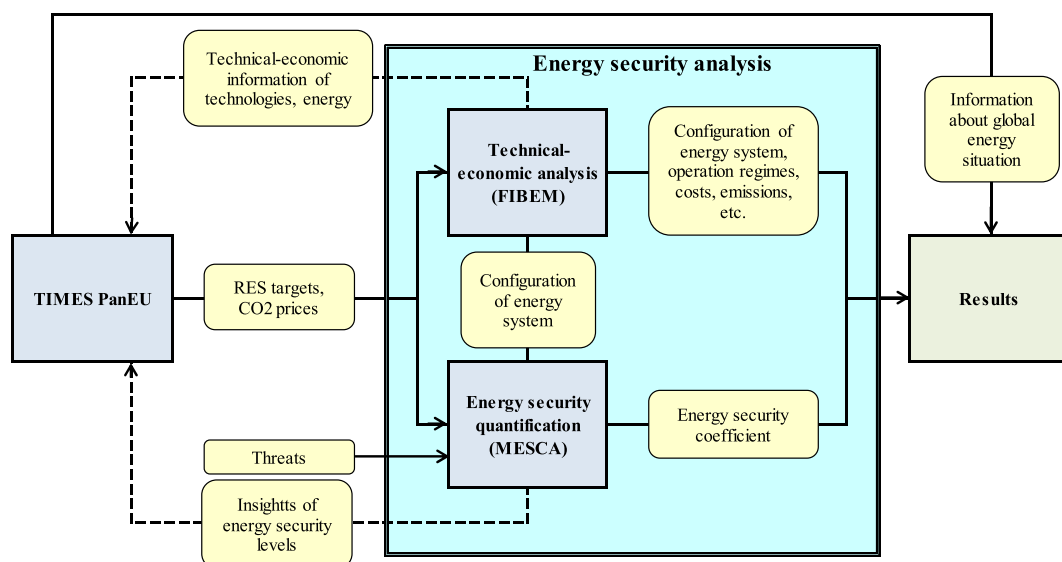 Energy security analysis
Technical-economic
information of
technologies, energy
Information
about global
energy
situation
Technical-
economic analysis
(FIBEM)
Configuration of
energy system,
operation regimes,
costs, emissions,
etc.
TIMES PanEU
RES targets,
CO2 prices
Configuration
of energy
system
Results
Energy security
quantification
(MESCA)
Energy security
coefficient
Threats
Insightts of
energy security
levels